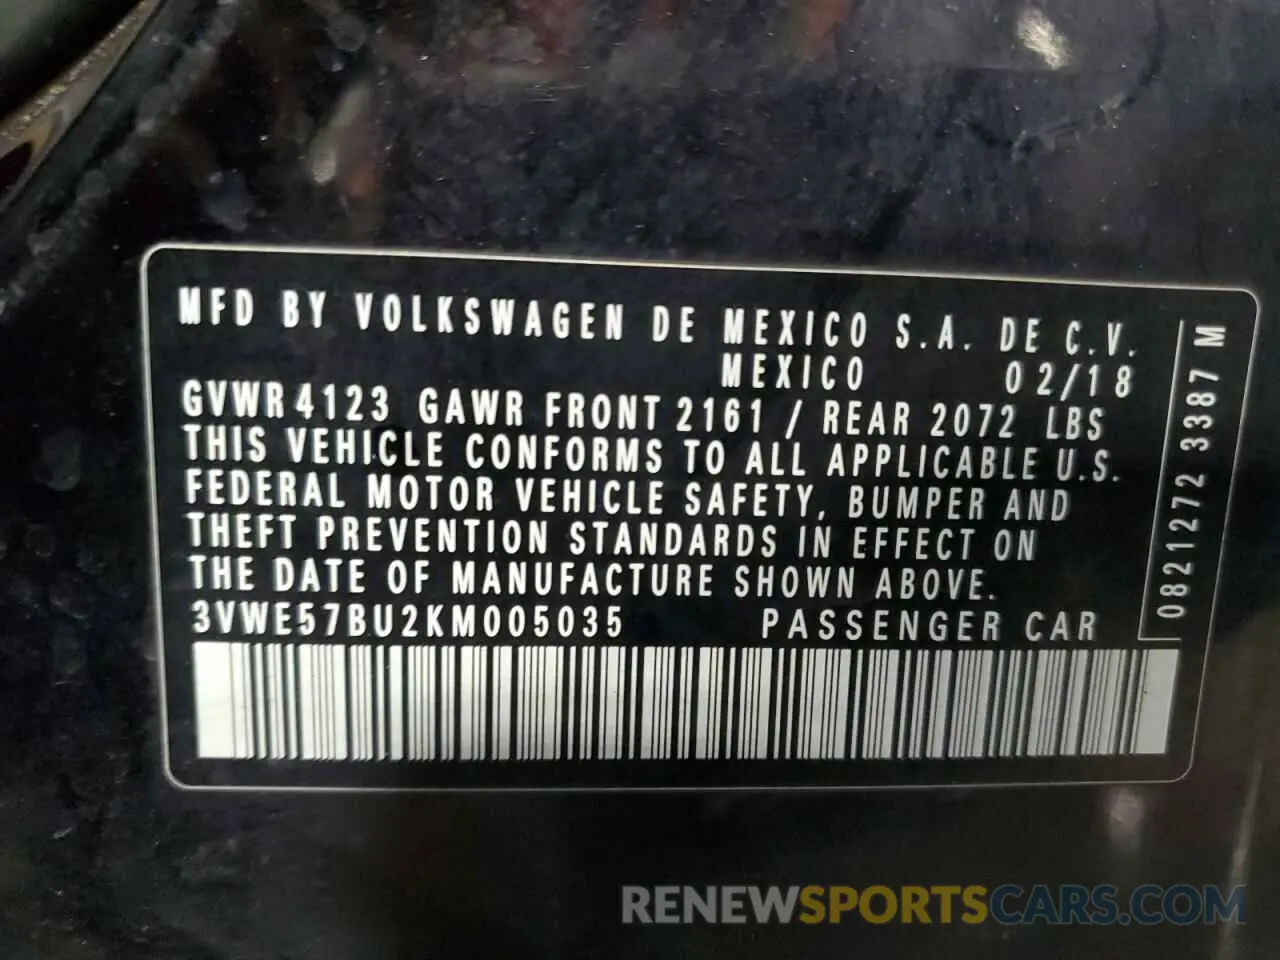 MFD BY VOLKSWAGEN DE MEXICO S.A. DE C.V.
MEXICO 02/18
GVWR 4123 GAWR FRONT 2161 / REAR 2072 LBS
THIS VEHICLE CONFORMS TO ALL APPLICABLE U.S.
FEDERAL MOTOR VEHICLE SAFETY, BUMPER AND
THEFT PREVENTION STANDARDS IN EFFECT ON
THE DATE OF MANUFACTURE SHOWN ABOVE.
3VWE57BU2KM005035 PASSENGER CAR
0821272 3387 M
RENEWSPORTSCARS.COM